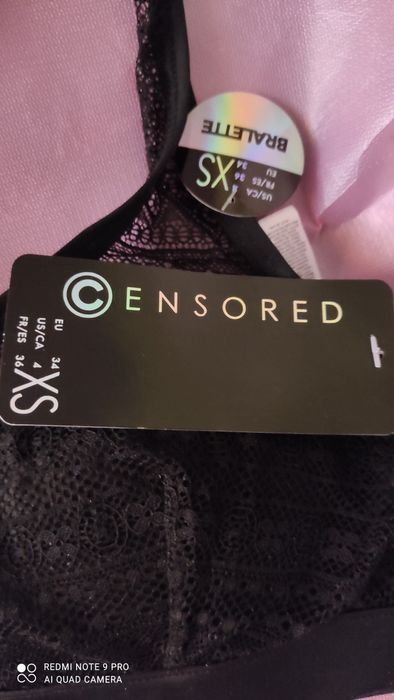 BRALETTE
XS
EU 34
FR/ES 36
US/CA 4
©ENSORED
XS
EU 34
US/CA 4
FR/ES 36
REDMI NOTE 9 PRO
AI QUAD CAMERA